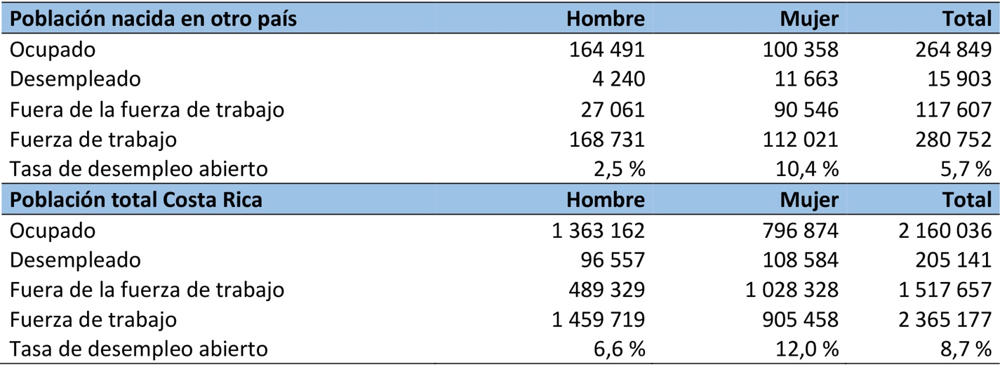 Población nacida en otro país Hombre Mujer Total
Ocupado 164 491 100 358 264 849
Desempleado 4 240 11 663 15 903
Fuera de la fuerza de trabajo 27 061 90 546 117 607
Fuerza de trabajo 168 731 112 021 280 752
Tasa de desempleo abierto 2,5 % 10,4 % 5,7 %
Población total Costa Rica Hombre Mujer Total
Ocupado 1 363 162 796 874 2 160 036
Desempleado 96 557 108 584 205 141
Fuera de la fuerza de trabajo 489 329 1 028 328 1 517 657
Fuerza de trabajo 1 459 719 905 458 2 365 177
Tasa de desempleo abierto 6,6 % 12,0 % 8,7 %